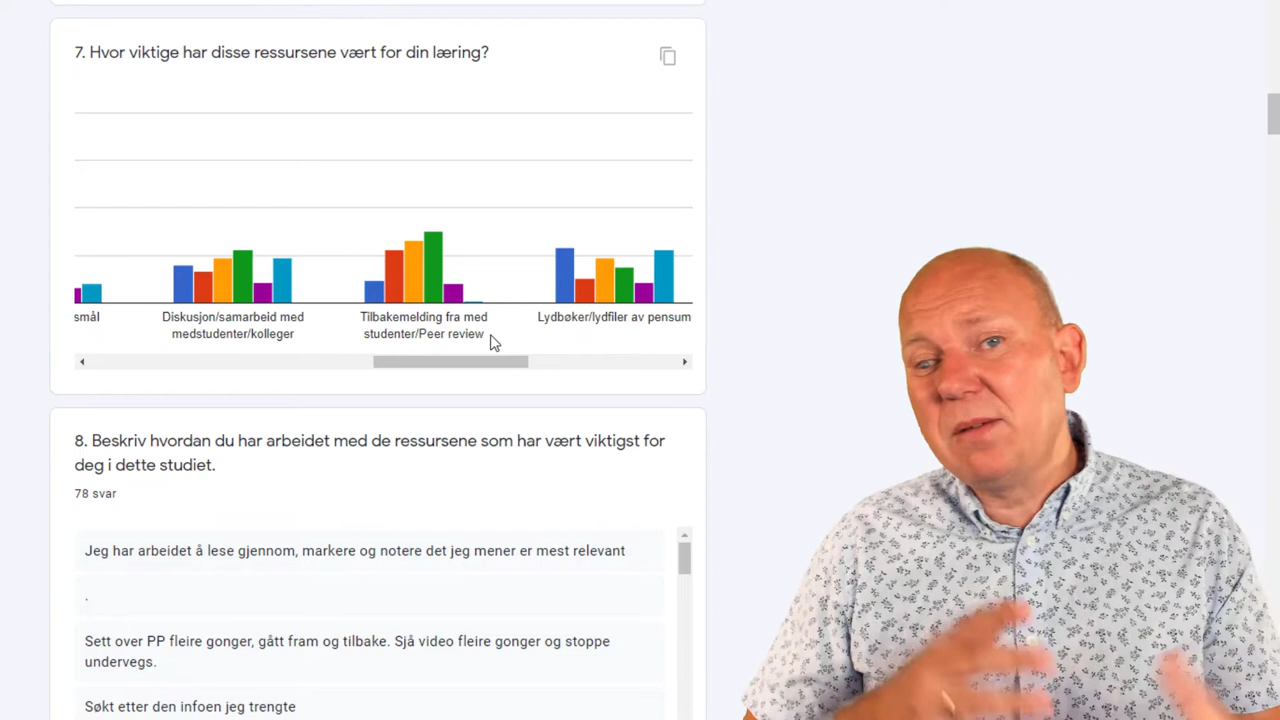 7. Hvor viktige har disse ressursene vært for din læring?
smål
Diskusjon/samarbeid med
medstudenter/kolleger
Tilbakemelding fra med
studenter/Peer review
Lydbøker/lydfiler av pensum
8. Beskriv hvordan du har arbeidet med de ressursene som har vært viktigst for
deg i dette studiet.
78 svar
Jeg har arbeidet å lese gjennom, markere og notere det jeg mener er mest relevant
.
Sett over PP fleire gonger, gått fram og tilbake. Sjå video fleire gonger og stoppe
undervegs.
Søkt etter den infoen jeg trengte